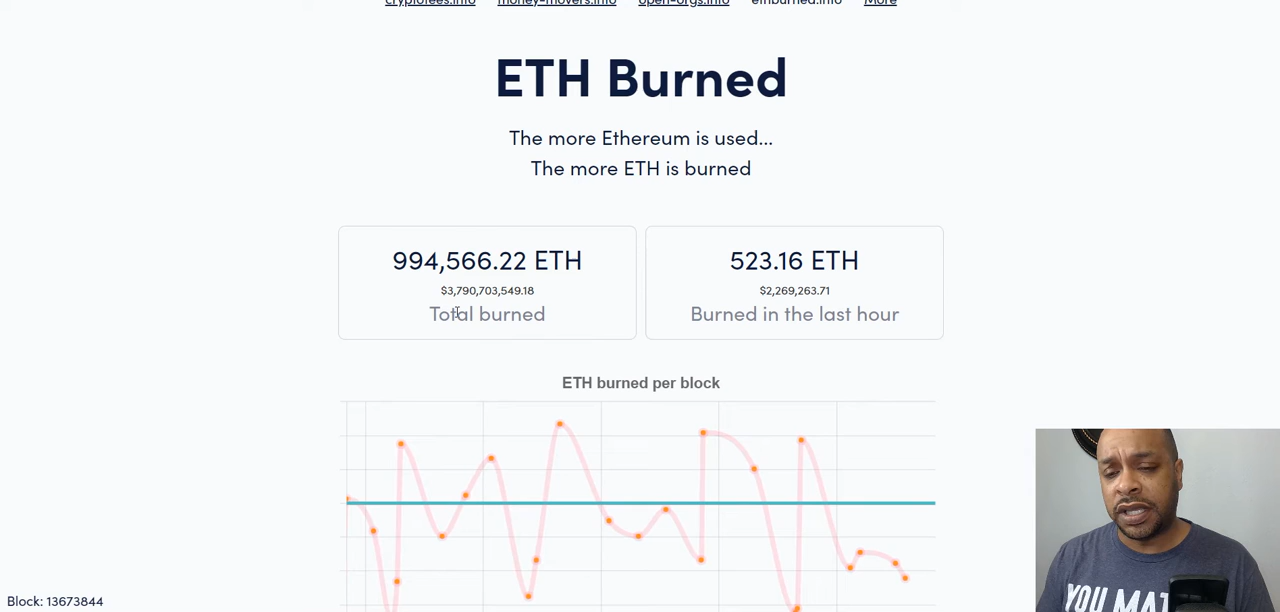 cryptofees.info money-movers.info open-orgs.info ethburned.info More
ETH Burned
The more Ethereum is used...
The more ETH is burned
994,566.22 ETH
$3,790,703,549.18
Total burned
523.16 ETH
$2,269,263.71
Burned in the last hour
ETH burned per block
Block: 13673844
YOU MAT